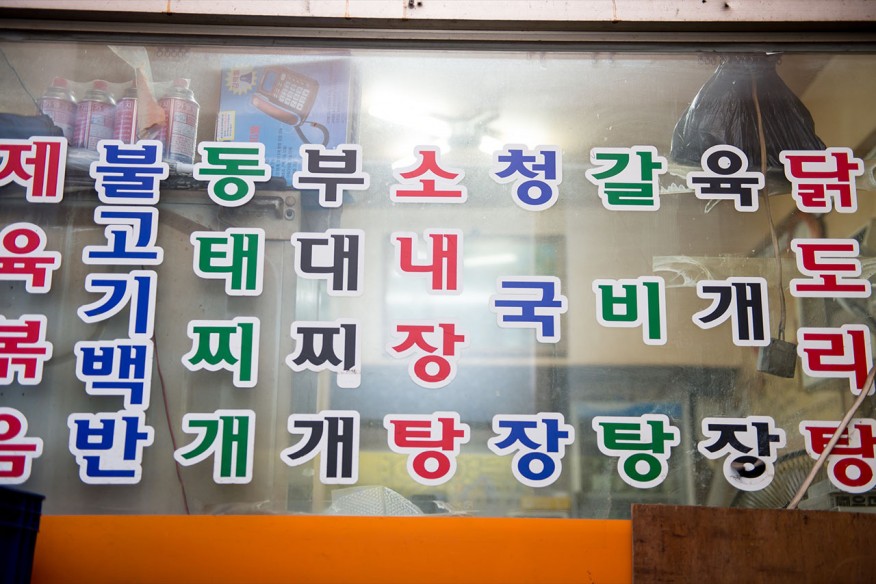 제육볶음
불고기백반
동태찌개
부대찌개
소내장탕
청국장
갈비탕
육개장
닭도리탕